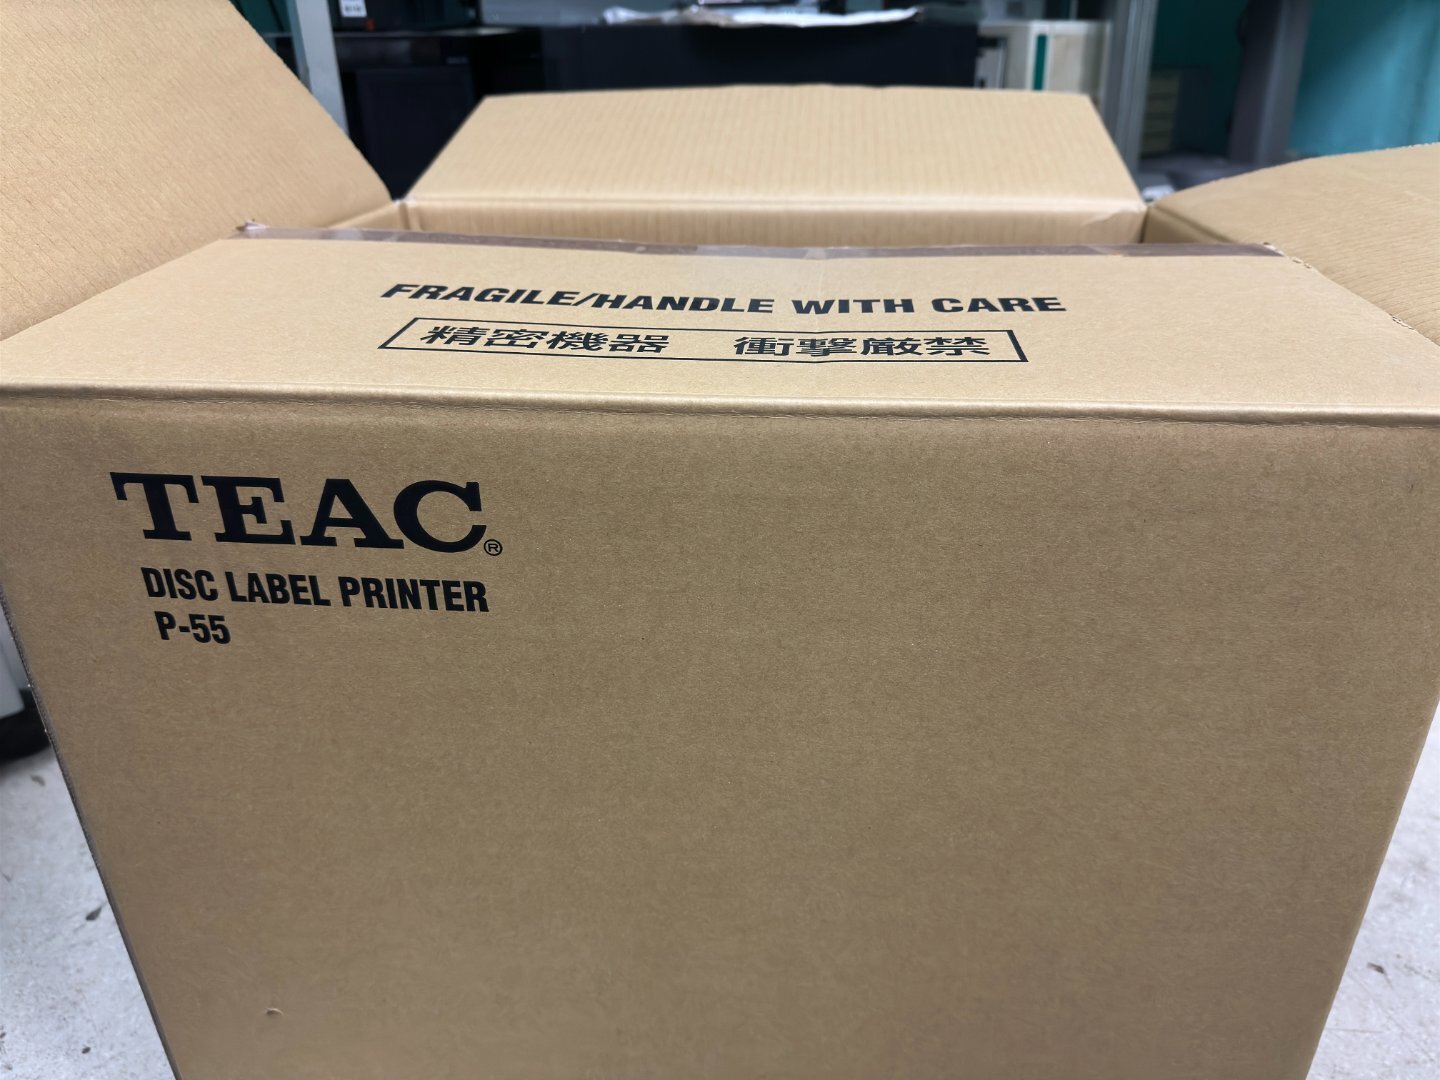 FRAGILE/HANDLE WITH CARE
精密機器 衝撃厳禁
TEAC®
DISC LABEL PRINTER
P-55